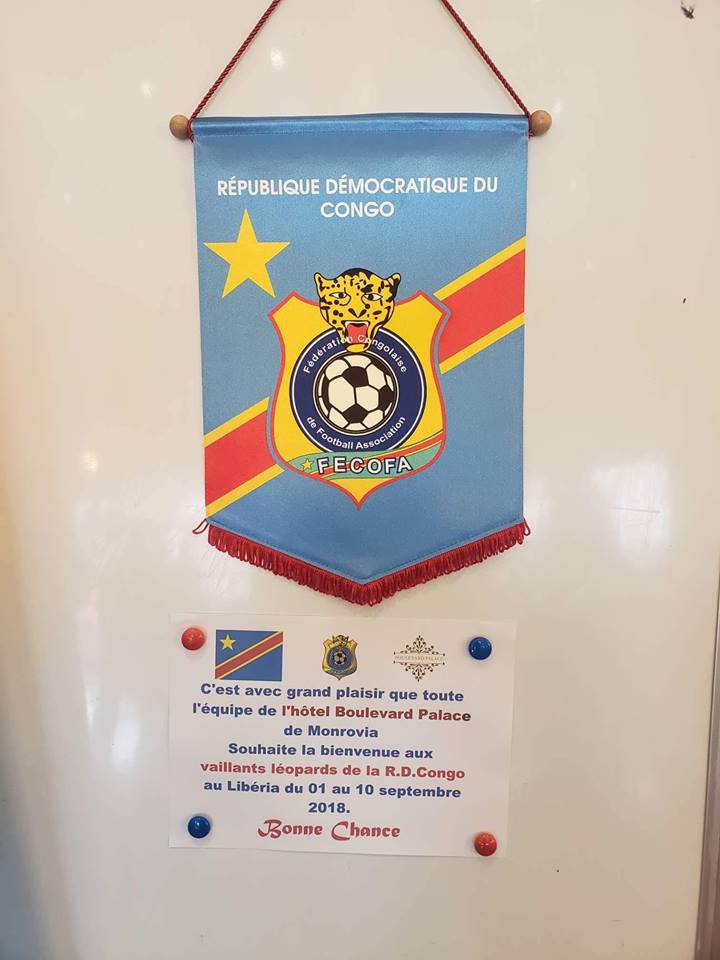 RÉPUBLIQUE DÉMOCRATIQUE DU
CONGO
Fédération Congolaise
de Football Association
FECOFA
BOULEVARD PALACE
C'est avec grand plaisir que toute
l'équipe de l'hôtel Boulevard Palace
de Monrovia
Souhaite la bienvenue aux
vaillants léopards de la R.D.Congo
au Libéria du 01 au 10 septembre
2018.
Bonne Chance